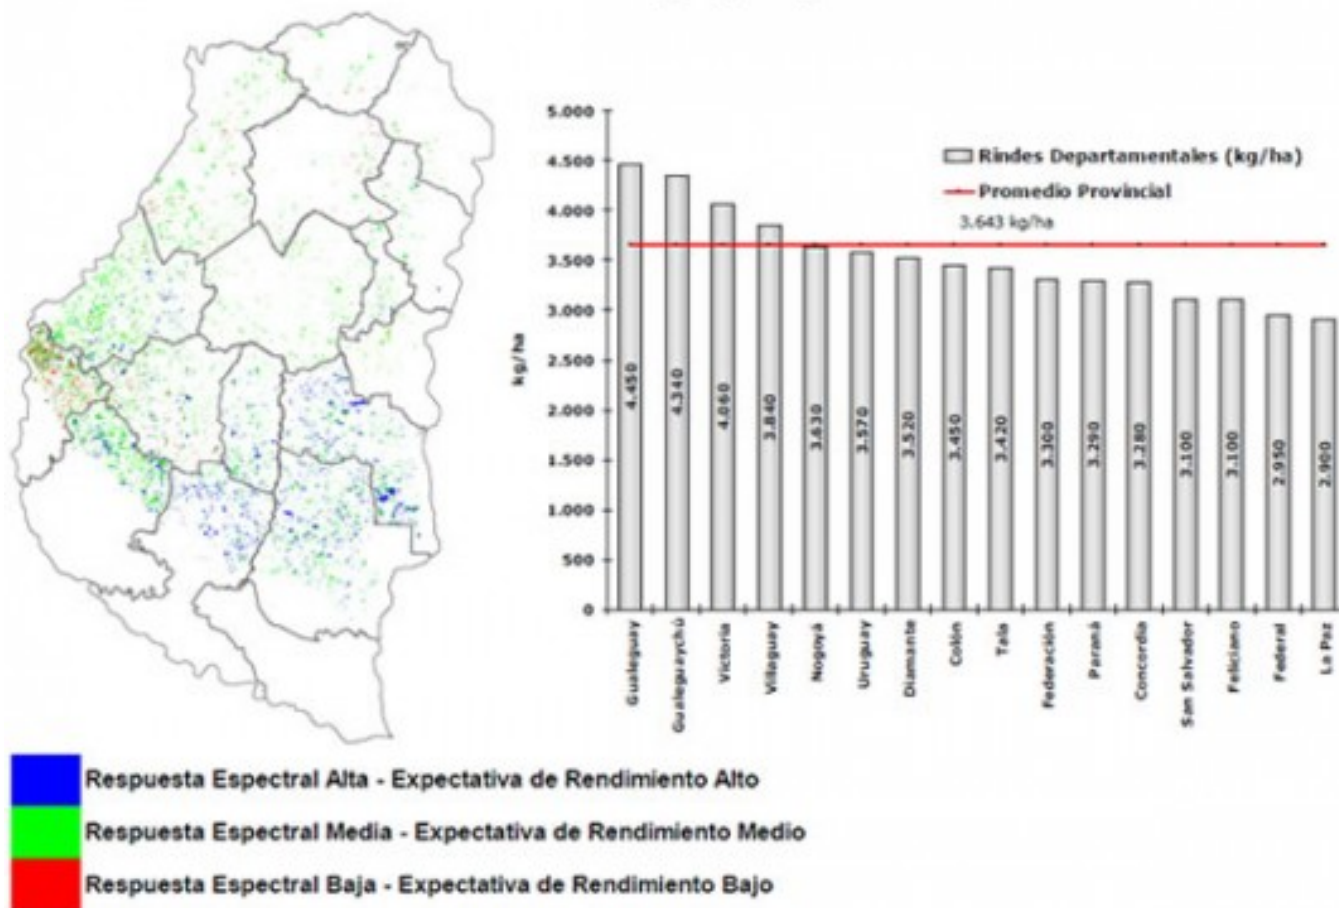 5.000
4.500
4.000
3.500
3.000
2.500
2.000
1.500
1.000
500
0
kg/ha
Rindes Departamentales (kg/ha)
Promedio Provincial
3.643 kg/ha
4.450
4.340
4.060
3.840
3.630
3.570
3.520
3.450
3.420
3.300
3.290
3.280
3.100
3.100
2.950
2.900
Gualeguay
Gualeguaychú
Victoria
Villaguay
Nogoyá
Uruguay
Diamante
Colón
Tala
Federación
Paraná
Concordia
San Salvador
Feliciano
Federal
La Paz
Respuesta Espectral Alta - Expectativa de Rendimiento Alto
Respuesta Espectral Media - Expectativa de Rendimiento Medio
Respuesta Espectral Baja - Expectativa de Rendimiento Bajo